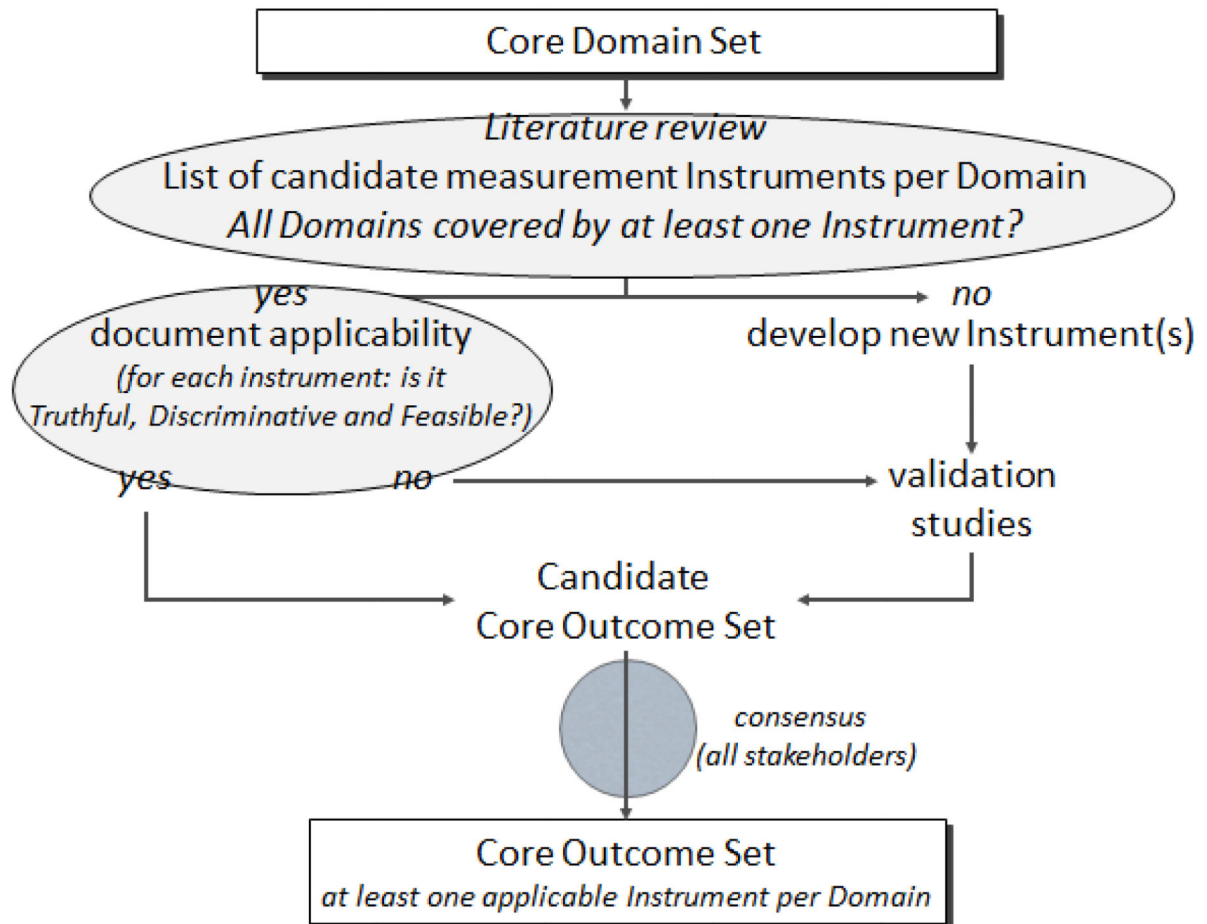 Core Domain Set
Literature review
List of candidate measurement Instruments per Domain
All Domains covered by at least one Instrument?
yes
no
document applicability
develop new Instrument(s)
(for each instrument: is it
Truthful, Discriminative and Feasible?)
yes
no
validation
studies
Candidate
Core Outcome Set
consensus
(all stakeholders)
Core Outcome Set
at least one applicable Instrument per Domain